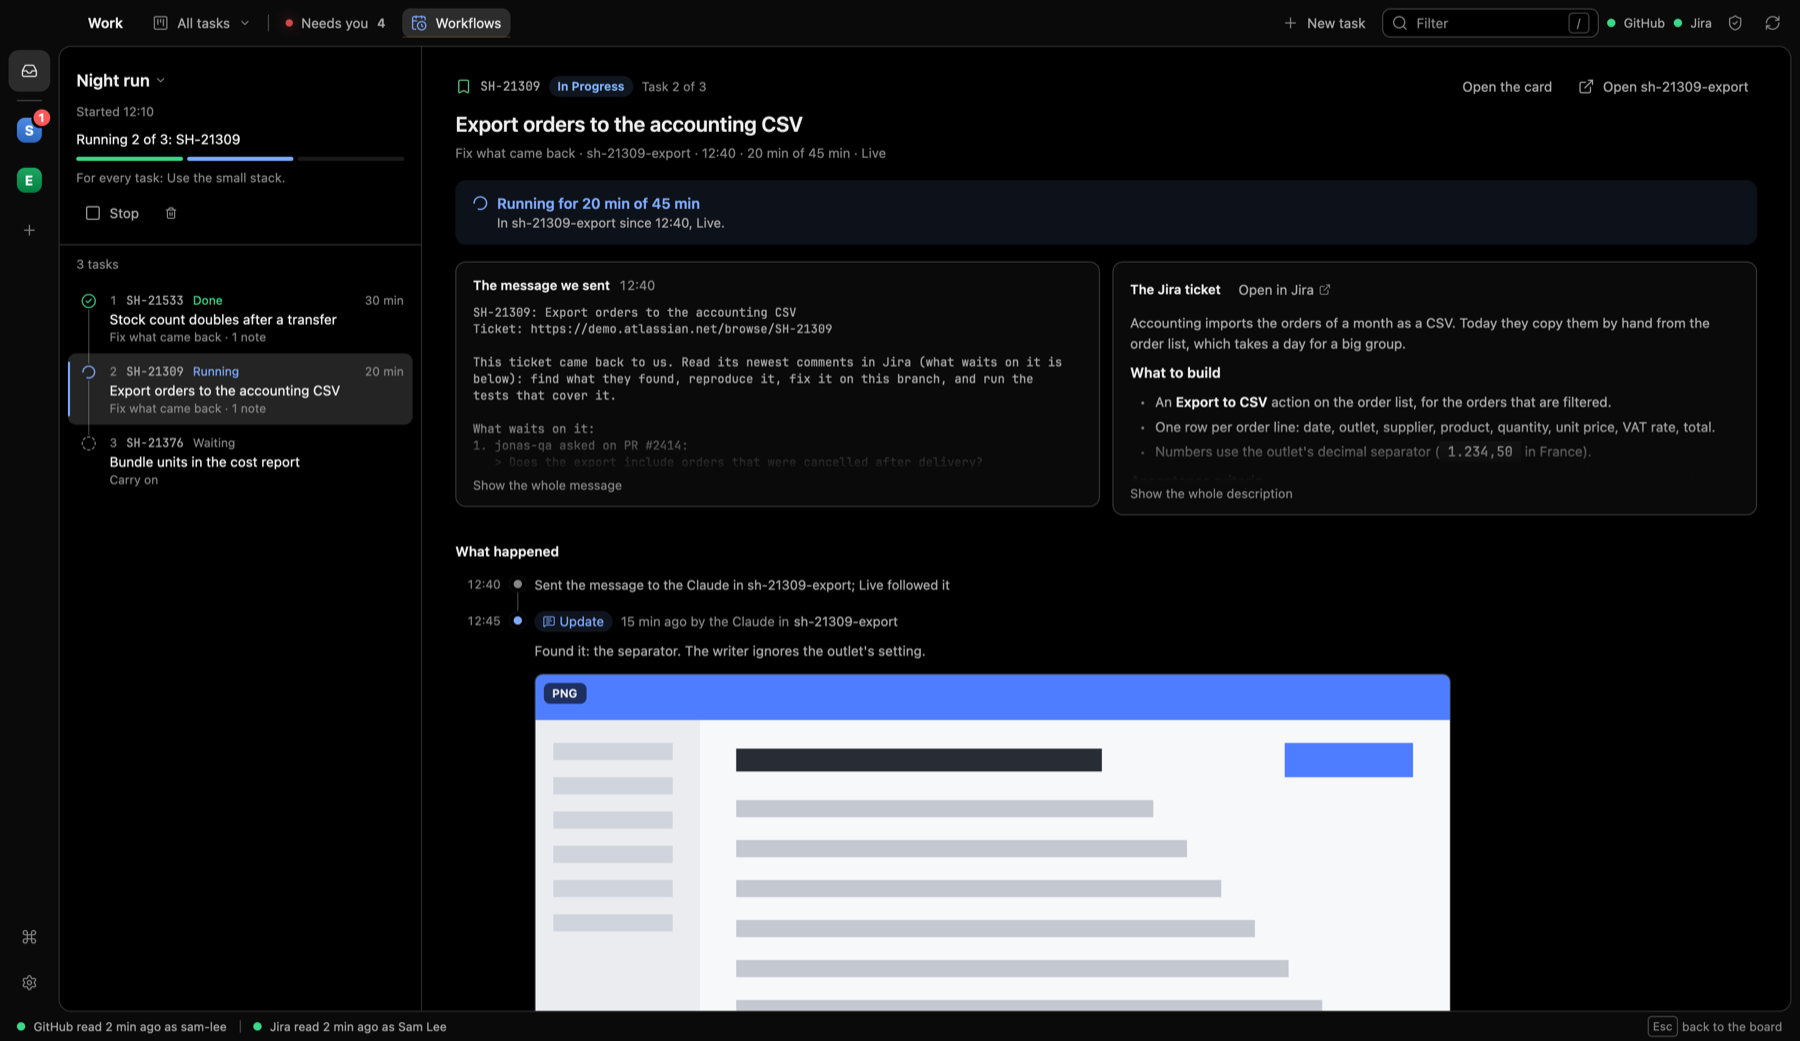 Work
All tasks
Needs you 4
Workflows
New task
Filter
/
GitHub
Jira
S
1
E
Night run
Started 12:10
Running 2 of 3: SH-21309
For every task: Use the small stack.
Stop
3 tasks
1 SH-21533 Done 30 min
Stock count doubles after a transfer
Fix what came back · 1 note
2 SH-21309 Running 20 min
Export orders to the accounting CSV
Fix what came back · 1 note
3 SH-21376 Waiting
Bundle units in the cost report
Carry on
SH-21309 In Progress Task 2 of 3
Open the card
Open sh-21309-export
Export orders to the accounting CSV
Fix what came back · sh-21309-export · 12:40 · 20 min of 45 min · Live
Running for 20 min of 45 min
In sh-21309-export since 12:40, Live.
The message we sent 12:40
SH-21309: Export orders to the accounting CSV
Ticket: https://demo.atlassian.net/browse/SH-21309
This ticket came back to us. Read its newest comments in Jira (what waits on it is
below): find what they found, reproduce it, fix it on this branch, and run the
tests that cover it.
What waits on it:
1. jonas-qa asked on PR #2414:
> Does the export include orders that were cancelled after delivery?
Show the whole message
The Jira ticket Open in Jira
Accounting imports the orders of a month as a CSV. Today they copy them by hand from the
order list, which takes a day for a big group.
What to build
· An Export to CSV action on the order list, for the orders that are filtered.
· One row per order line: date, outlet, supplier, product, quantity, unit price, VAT rate, total.
· Numbers use the outlet's decimal separator ( 1.234,50 in France).
Show the whole description
What happened
12:40 Sent the message to the Claude in sh-21309-export; Live followed it
12:45 Update 15 min ago by the Claude in sh-21309-export
Found it: the separator. The writer ignores the outlet's setting.
PNG
GitHub read 2 min ago as sam-lee
Jira read 2 min ago as Sam Lee
Esc back to the board